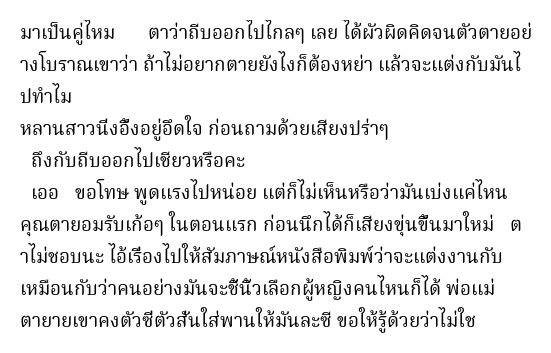 มาเป็นคู่ไหม ตาว่าถีบออกไปไกลๆ เลย ได้ผัวผิดคิดจนตัวตายอย่
างโบราณเขาว่า ถ้าไม่อยากตายยังไงก็ต้องหย่า แล้วจะแต่งกับมันไ
ปทำไม
หลานสาวนึ่งอึ้งอยู่อึดใจ ก่อนถามด้วยเสียงปร่าๆ
ถึงกับถีบออกไปเชียวหรือคะ
เออ ขอโทษ พูดแรงไปหน่อย แต่ก็ไม่เห็นหรือว่ามันเบ่งแค่ไหน
คุณตายอมรับเก้อๆ ในตอนแรก ก่อนนึกได้ก็เสียงขุ่นขึ้นมาใหม่ ต
าไม่ชอบนะ ไอ้เรื่องไปให้สัมภาษณ์หนังสือพิมพ์ว่าจะแต่งงานกับ
เหมือนกับว่าคนอย่างมันจะชี้นิ้วเลือกผู้หญิงคนไหนก็ได้ พ่อแม่
ตายายเขาคงตัวซีตัวสั่นใส่พานให้มันละซี ขอให้รู้ด้วยว่าไม่ใช